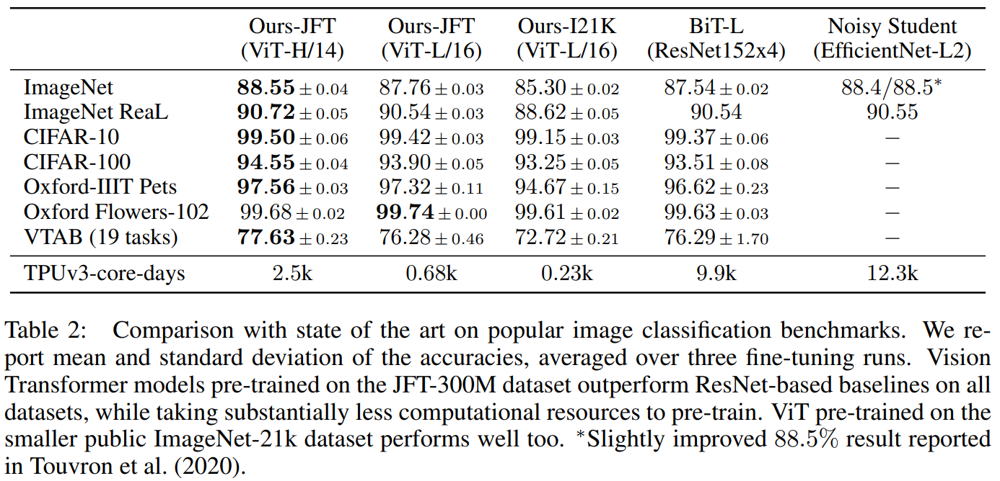 Ours-JFT Ours-JFT Ours-I21K BiT-L Noisy Student
(ViT-H/14) (ViT-L/16) (ViT-L/16) (ResNet152x4) (EfficientNet-L2)
ImageNet 88.55 ± 0.04 87.76 ± 0.03 85.30 ± 0.02 87.54 ± 0.02 88.4/88.5*
ImageNet ReaL 90.72 ± 0.05 90.54 ± 0.03 88.62 ± 0.05 90.54 90.55
CIFAR-10 99.50 ± 0.06 99.42 ± 0.03 99.15 ± 0.03 99.37 ± 0.06 −
CIFAR-100 94.55 ± 0.04 93.90 ± 0.05 93.25 ± 0.05 93.51 ± 0.08 −
Oxford-IIIT Pets 97.56 ± 0.03 97.32 ± 0.11 94.67 ± 0.15 96.62 ± 0.23 −
Oxford Flowers-102 99.68 ± 0.02 99.74 ± 0.00 99.61 ± 0.02 99.63 ± 0.03 −
VTAB (19 tasks) 77.63 ± 0.23 76.28 ± 0.46 72.72 ± 0.21 76.29 ± 1.70 −
TPUv3-core-days 2.5k 0.68k 0.23k 9.9k 12.3k
Table 2: Comparison with state of the art on popular image classification benchmarks. We re-
port mean and standard deviation of the accuracies, averaged over three fine-tuning runs. Vision
Transformer models pre-trained on the JFT-300M dataset outperform ResNet-based baselines on all
datasets, while taking substantially less computational resources to pre-train. ViT pre-trained on the
smaller public ImageNet-21k dataset performs well too. *Slightly improved 88.5% result reported
in Touvron et al. (2020).